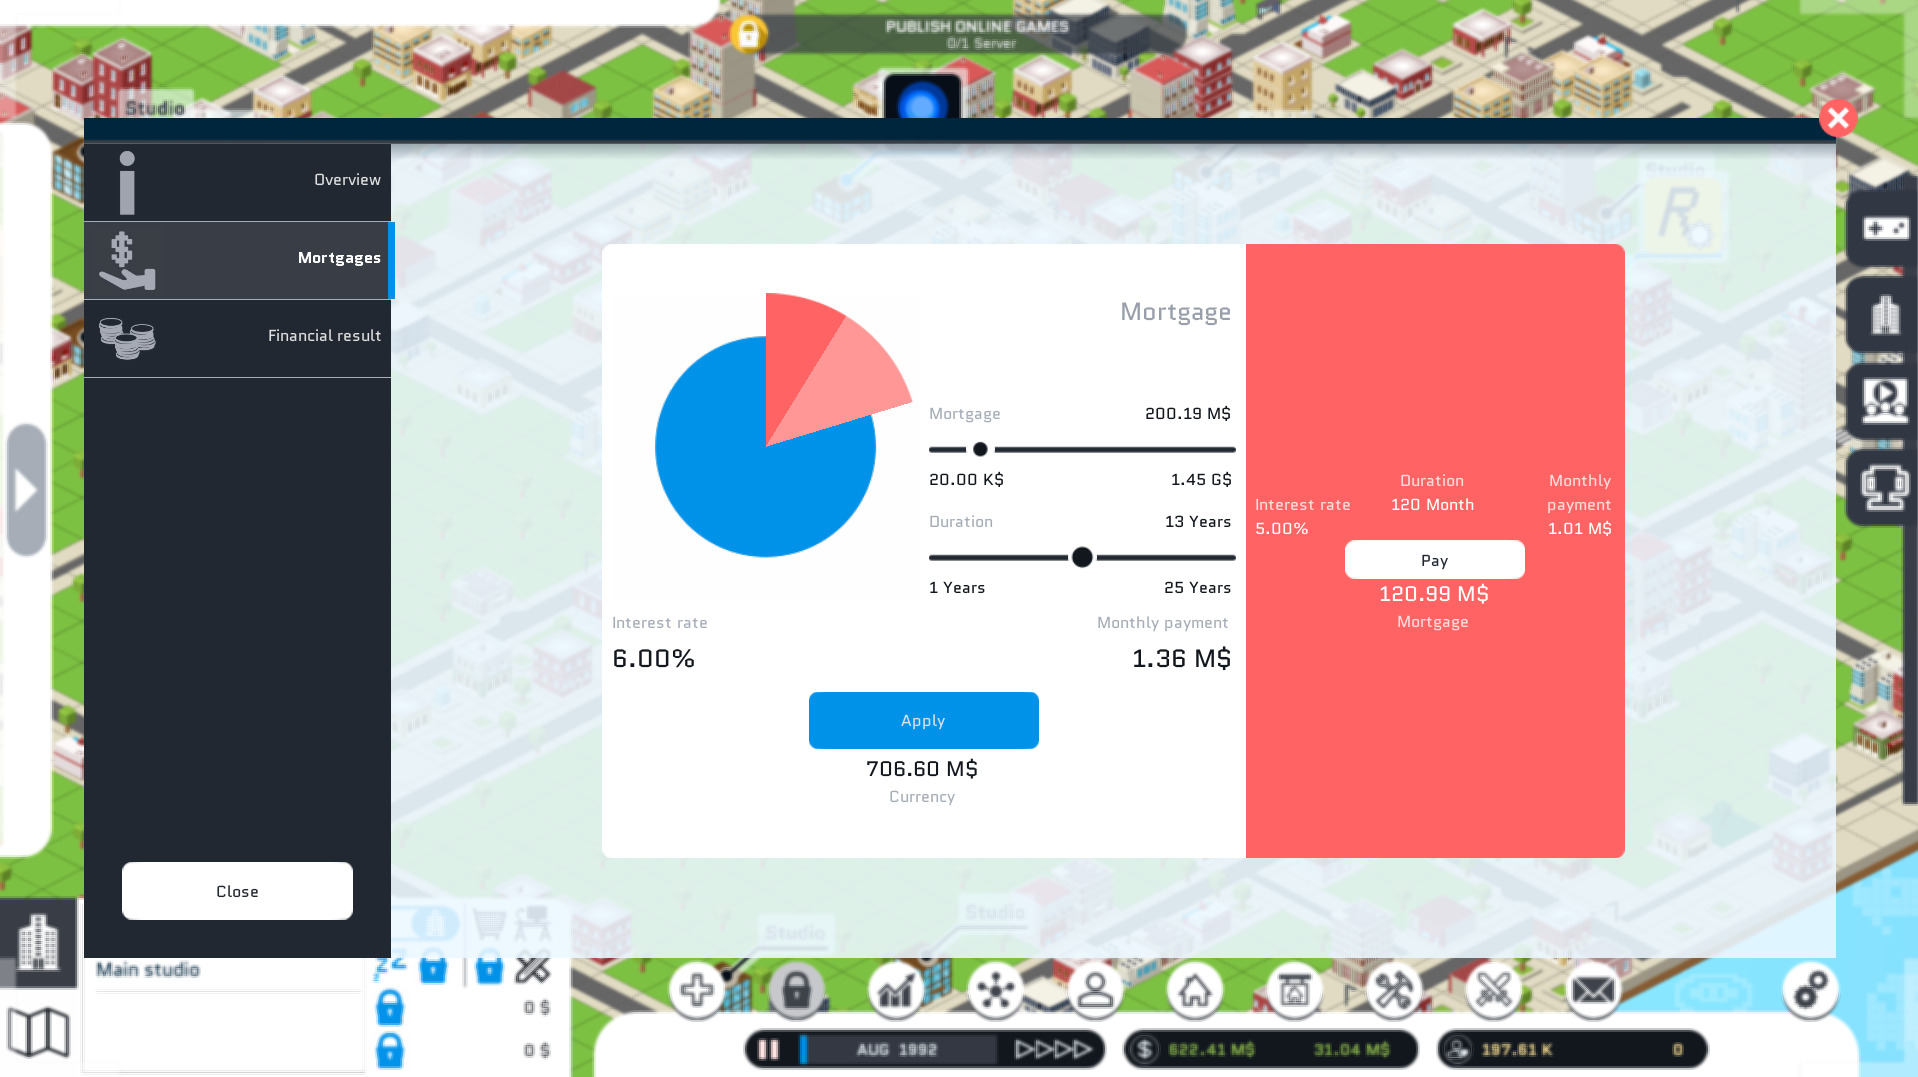 PUBLISH ONLINE GAMES
0/1 Server
Studio
Overview
Studio
Mortgages
Financial result
Mortgage
Mortgage 200.19 M$
20.00 K$ 1.45 G$
Duration 13 Years
1 Years 25 Years
Interest rate Monthly payment
6.00% 1.36 M$
Apply
706.60 M$
Currency
Interest rate
5.00%
Duration
120 Month
Monthly
payment
1.01 M$
Pay
120.99 M$
Mortgage
Close
Studio
Studio
Main studio
0 $
0 $
AUG 1992
622.41 M$ 31.04 M$
197.61 K 0